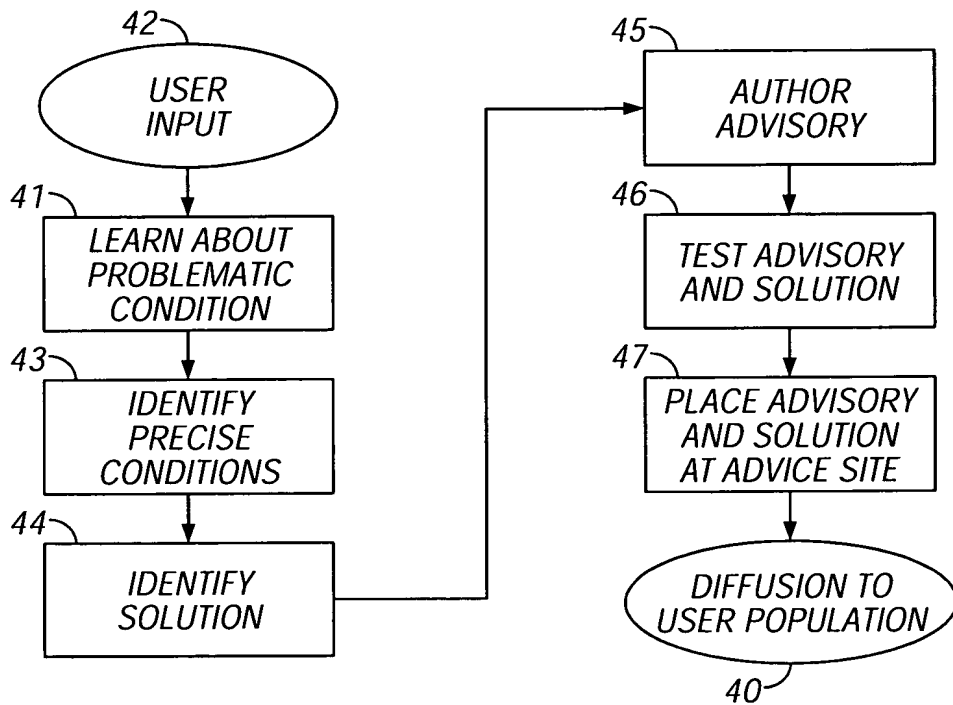 42
USER
INPUT
41
LEARN ABOUT
PROBLEMATIC
CONDITION
43
IDENTIFY
PRECISE
CONDITIONS
44
IDENTIFY
SOLUTION
45
AUTHOR
ADVISORY
46
TEST ADVISORY
AND SOLUTION
47
PLACE ADVISORY
AND SOLUTION
AT ADVICE SITE
DIFFUSION TO
USER POPULATION
40